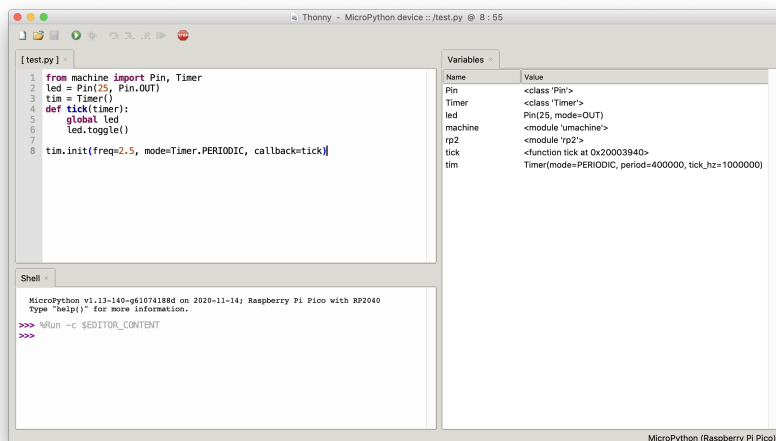 Thonny - MicroPython device :: /test.py @ 8 : 55
STOP
[ test.py ] ×
1 from machine import Pin, Timer
2 led = Pin(25, Pin.OUT)
3 tim = Timer()
4 def tick(timer):
5     global led
6     led.toggle()
7
8 tim.init(freq=2.5, mode=Timer.PERIODIC, callback=tick)
Shell ×
MicroPython v1.13-140-g61074188d on 2020-11-14; Raspberry Pi Pico with RP2040
Type "help()" for more information.
>>> %Run -c $EDITOR_CONTENT
>>>
Variables ×
Name Value
Pin <class 'Pin'>
Timer <class 'Timer'>
led Pin(25, mode=OUT)
machine <module 'umachine'>
rp2 <module 'rp2'>
tick <function tick at 0x20003940>
tim Timer(mode=PERIODIC, period=400000, tick_hz=1000000)
MicroPython (Raspberry Pi Pico)